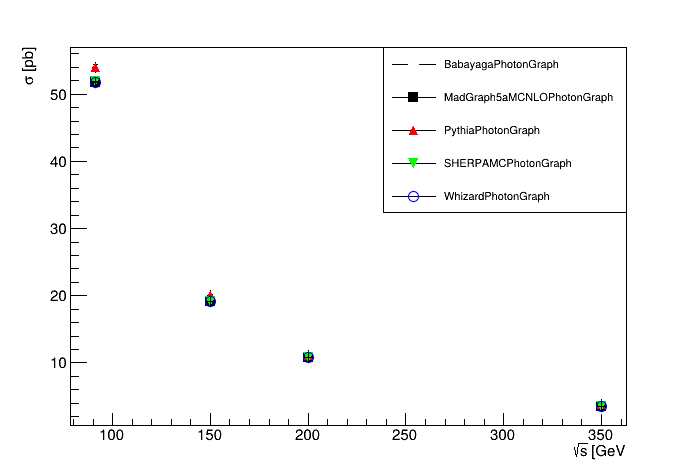 σ [pb]
50
40
30
20
10
100
150
200
250
300
350
√s [GeV
BabayagaPhotonGraph
MadGraph5aMCNLOPhotonGraph
PythiaPhotonGraph
SHERPAMCPhotonGraph
WhizardPhotonGraph